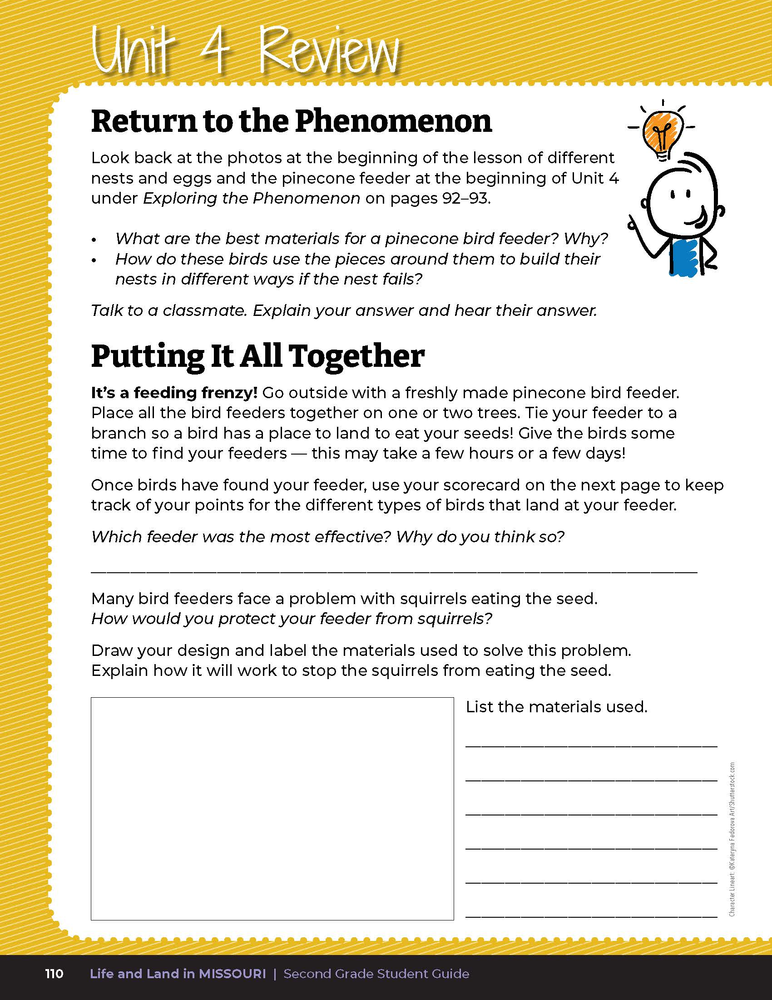 Unit 4 Review
Return to the Phenomenon
Look back at the photos at the beginning of the lesson of different
nests and eggs and the pinecone feeder at the beginning of Unit 4
under Exploring the Phenomenon on pages 92–93.
• What are the best materials for a pinecone bird feeder? Why?
• How do these birds use the pieces around them to build their
nests in different ways if the nest fails?
Talk to a classmate. Explain your answer and hear their answer.
Putting It All Together
It's a feeding frenzy! Go outside with a freshly made pinecone bird feeder.
Place all the bird feeders together on one or two trees. Tie your feeder to a
branch so a bird has a place to land to eat your seeds! Give the birds some
time to find your feeders — this may take a few hours or a few days!
Once birds have found your feeder, use your scorecard on the next page to keep
track of your points for the different types of birds that land at your feeder.
Which feeder was the most effective? Why do you think so?
Many bird feeders face a problem with squirrels eating the seed.
How would you protect your feeder from squirrels?
Draw your design and label the materials used to solve this problem.
Explain how it will work to stop the squirrels from eating the seed.
List the materials used.
Character Lineart: ©Kateryna Fedorova Art/Shutterstock.com
110 Life and Land in MISSOURI | Second Grade Student Guide